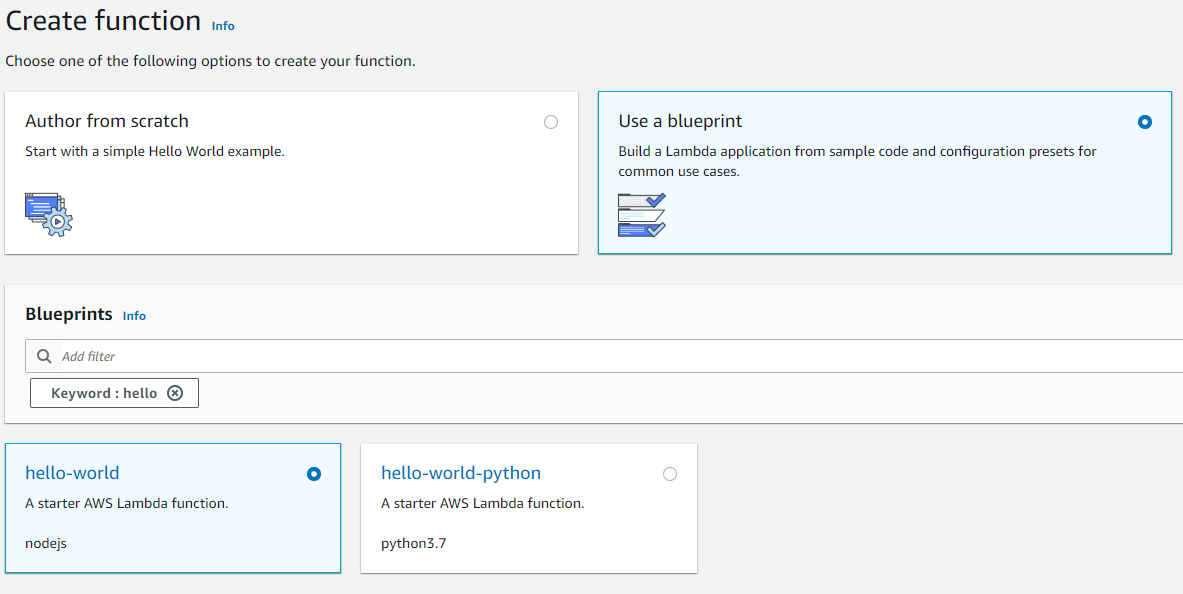 Create function Info
Choose one of the following options to create your function.
Author from scratch
Start with a simple Hello World example.
Use a blueprint
Build a Lambda application from sample code and configuration presets for
common use cases.
Blueprints Info
Add filter
Keyword : hello
hello-world
A starter AWS Lambda function.
nodejs
hello-world-python
A starter AWS Lambda function.
python3.7